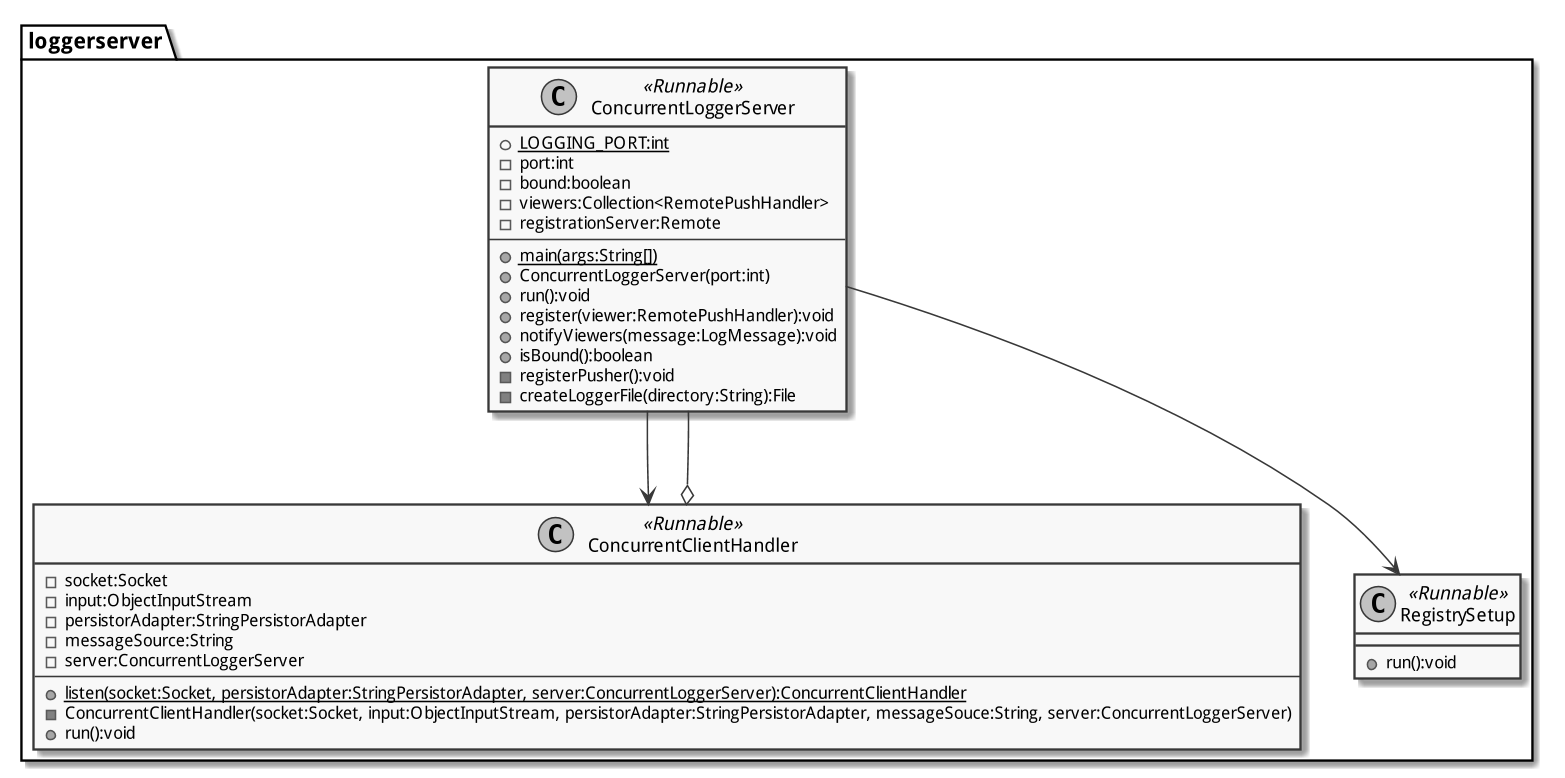 loggerserver
C
«Runnable»
ConcurrentLoggerServer
LOGGING_PORT:int
port:int
bound:boolean
viewers:Collection<RemotePushHandler>
registrationServer:Remote
main(args:String[])
ConcurrentLoggerServer(port:int)
run():void
register(viewer:RemotePushHandler):void
notifyViewers(message:LogMessage):void
isBound():boolean
registerPusher():void
createLoggerFile(directory:String):File
C
«Runnable»
ConcurrentClientHandler
socket:Socket
input:ObjectInputStream
persistorAdapter:StringPersistorAdapter
messageSource:String
server:ConcurrentLoggerServer
listen(socket:Socket, persistorAdapter:StringPersistorAdapter, server:ConcurrentLoggerServer):ConcurrentClientHandler
ConcurrentClientHandler(socket:Socket, input:ObjectInputStream, persistorAdapter:StringPersistorAdapter, messageSouce:String, server:ConcurrentLoggerServer)
run():void
C
«Runnable»
RegistrySetup
run():void